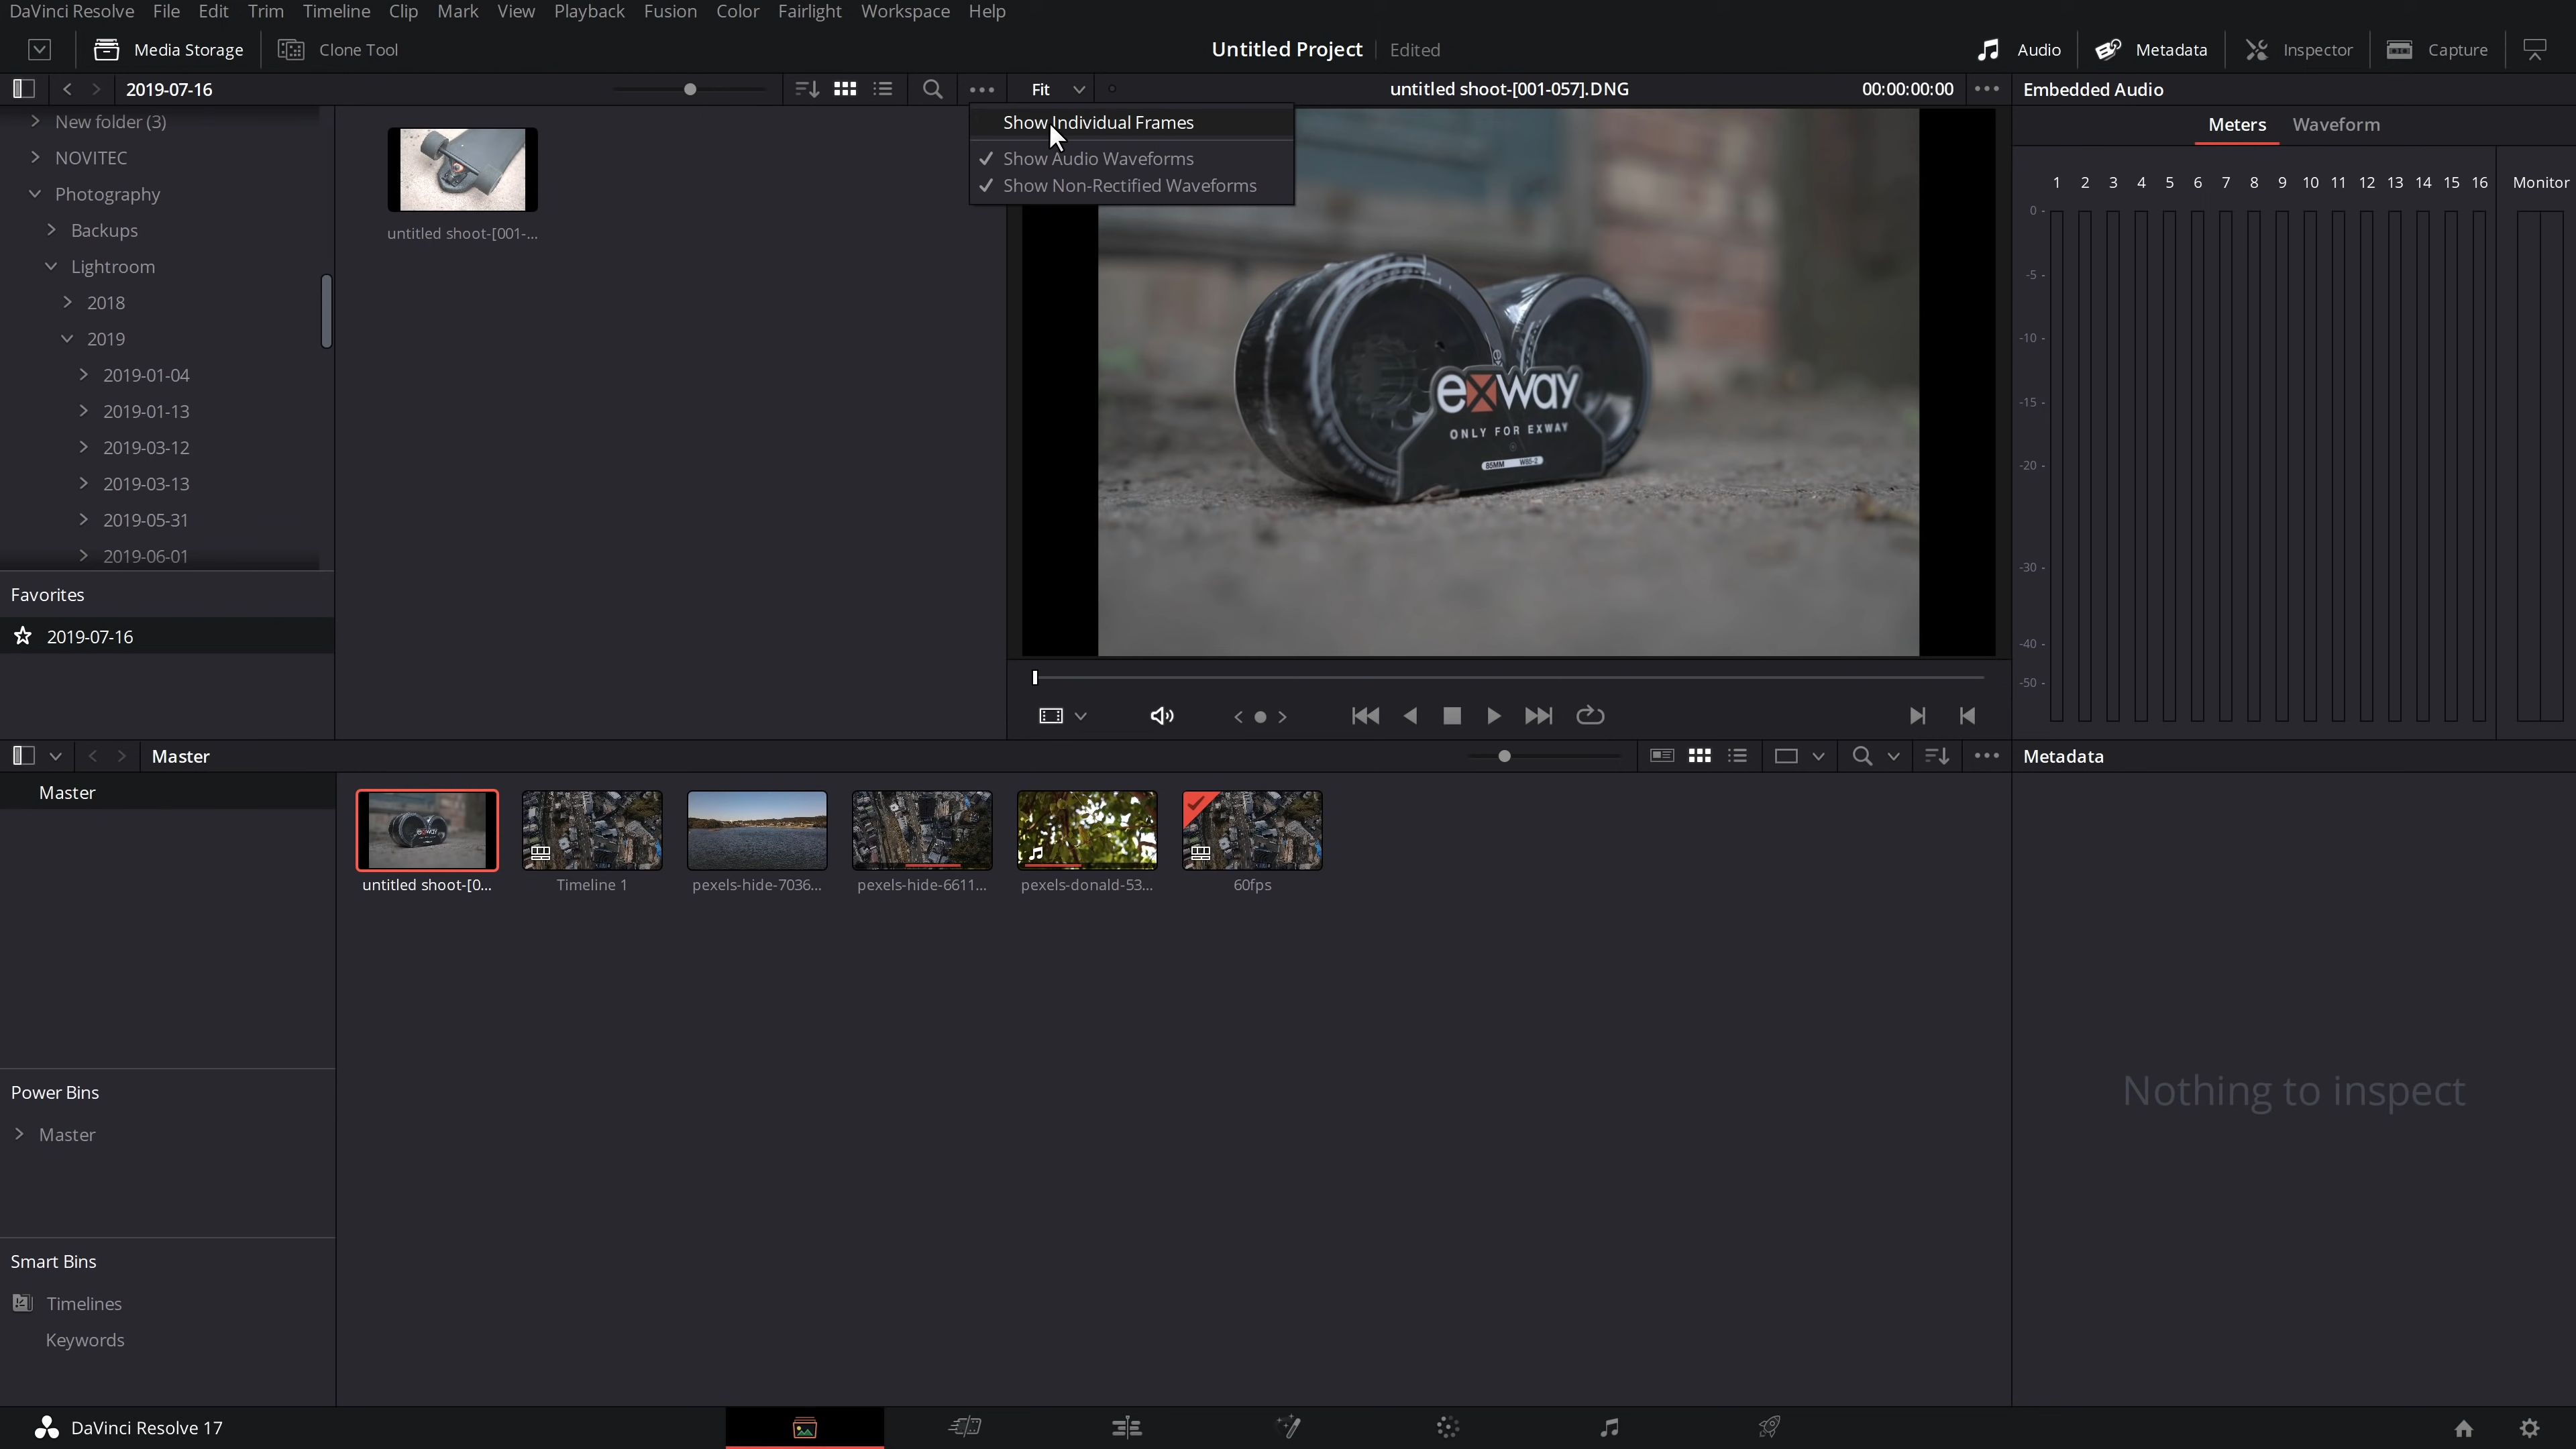 DaVinci Resolve File Edit Trim Timeline Clip Mark View Playback Fusion Color Fairlight Workspace Help
Media Storage Clone Tool Untitled Project Edited Audio Metadata Inspector Capture
2019-07-16 Fit untitled shoot-[001-057].DNG 00:00:00:00 Embedded Audio
Show Individual Frames
Show Audio Waveforms
Show Non-Rectified Waveforms
New folder (3)
NOVITEC
Photography
Backups
Lightroom
2018
2019
2019-01-04
2019-01-13
2019-03-12
2019-03-13
2019-05-31
2019-06-01
Favorites
2019-07-16
untitled shoot-[001-...
exway
ONLY FOR EXWAY
85MM W85-2
Meters Waveform
1 2 3 4 5 6 7 8 9 10 11 12 13 14 15 16 Monitor
0 -
-5 -
-10 -
-15 -
-20 -
-30 -
-40 -
-50 -
Master
Metadata
Master
untitled shoot-[0... Timeline 1 pexels-hide-7036... pexels-hide-6611... pexels-donald-53... 60fps
Power Bins
Master
Smart Bins
Timelines
Keywords
Nothing to inspect
DaVinci Resolve 17